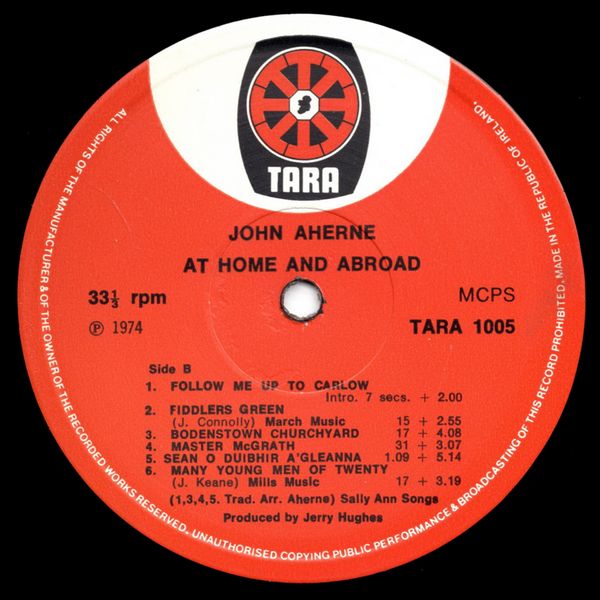 TARA
JOHN AHERNE
AT HOME AND ABROAD
33⅓ rpm
MCPS
℗ 1974
TARA 1005
Side B
1. FOLLOW ME UP TO CARLOW
Intro. 7 secs. + 2.00
2. FIDDLERS GREEN
(J. Connolly) March Music 15 + 2.55
3. BODENSTOWN CHURCHYARD 17 + 4.08
4. MASTER McGRATH 31 + 3.07
5. SEAN O DUIBHIR A'GLEANNA 1.09 + 5.14
6. MANY YOUNG MEN OF TWENTY
(J. Keane) Mills Music 17 + 3.19
(1,3,4,5. Trad. Arr. Aherne) Sally Ann Songs
Produced by Jerry Hughes
ALL RIGHTS OF THE MANUFACTURER & OF THE OWNER OF THE RECORDED WORKS RESERVED. UNAUTHORISED COPYING PUBLIC PERFORMANCE & BROADCASTING OF THIS RECORD PROHIBITED. MADE IN THE REPUBLIC OF IRELAND.